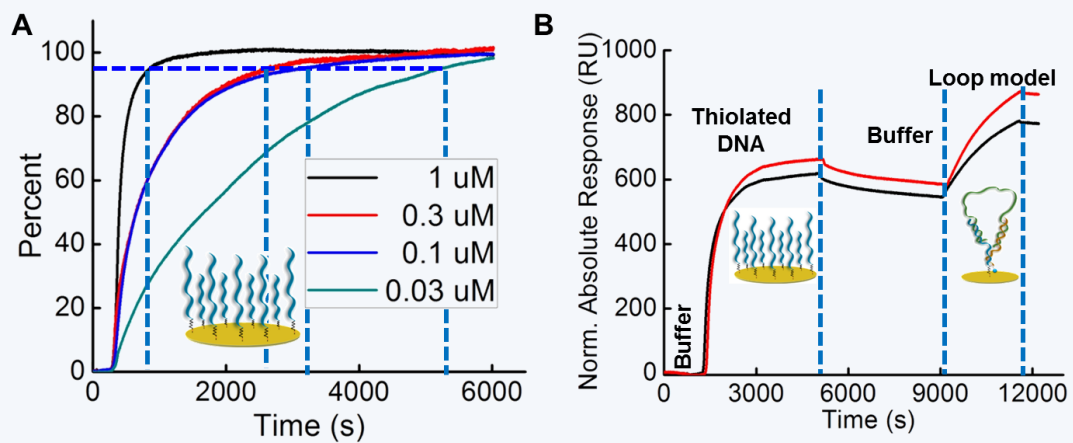 A
Percent
100
80
60
40
20
0
0
2000
4000
6000
Time (s)
1 uM
0.3 uM
0.1 uM
0.03 uM
B
Norm. Absolute Response (RU)
1000
800
600
400
800
0
0
3000
6000
9000
12000
Time (s)
Buffer
Thiolated
DNA
Buffer
Loop model